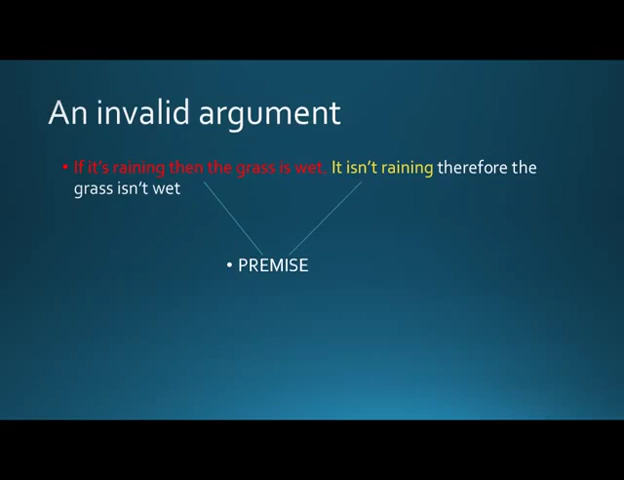 An invalid argument
• If it's raining then the grass is wet. It isn't raining therefore the
grass isn't wet
• PREMISE